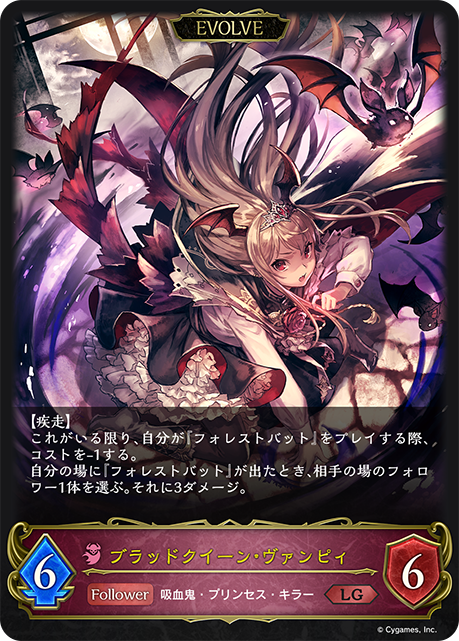 EVOLVE
【疾走】
これがいる限り、自分が『フォレストバット』をプレイする際、
コストを-1する。
自分の場に『フォレストバット』が出たとき、相手の場のフォロ
ワー1体を選ぶ。それに3ダメージ。
ブラッドクイーン・ヴァンピィ
6
Follower 吸血鬼・プリンセス・キラー LG
6
© Cygames, Inc.